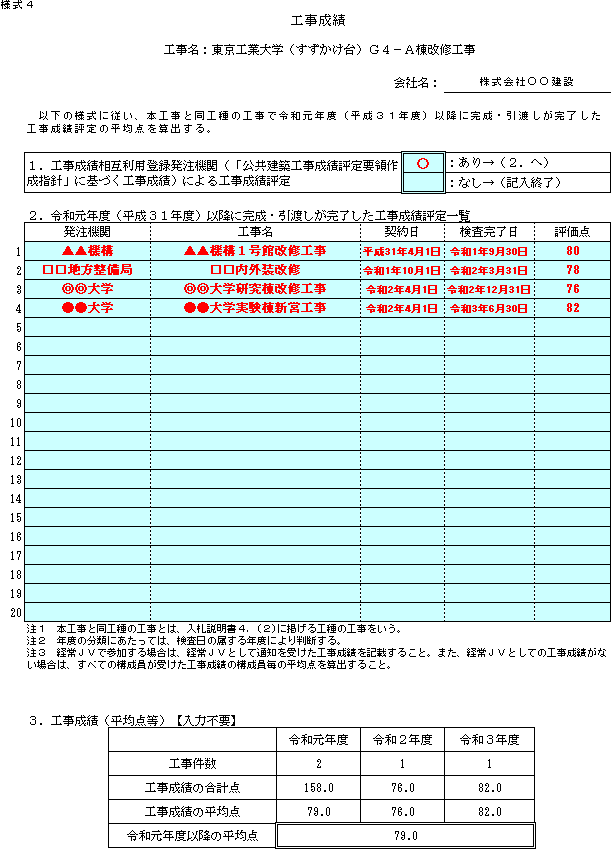 様式４
工事成績
工事名：東京工業大学（すずかけ台）Ｇ４－Ａ棟改修工事
会社名： 株式会社〇〇建設
以下の様式に従い、本工事と同工種の工事で令和元年度（平成３１年度）以降に完成・引渡しが完了した
工事成績評定の平均点を算出する。
１．工事成績相互利用登録発注機関（「公共建築工事成績評定要領作
成指針」に基づく工事成績）による工事成績評定
〇 ：あり→（２．へ）
：なし→（記入終了）
２．令和元年度（平成３１年度）以降に完成・引渡しが完了した工事成績評定一覧
発注機関 工事名 契約日 検査完了日 評価点
1 ▲▲機構 ▲▲機構１号館改修工事 平成31年4月1日 令和1年9月30日 80
2 □□地方整備局 □□内外装改修 令和1年10月1日 令和2年3月31日 78
3 ◎◎大学 ◎◎大学研究棟改修工事 令和2年4月1日 令和2年12月31日 76
4 ●●大学 ●●大学実験棟新営工事 令和2年4月1日 令和3年6月30日 82
5
6
7
8
9
10
11
12
13
14
15
16
17
18
19
20
注１　本工事と同工種の工事とは、入札説明書４．（２）に掲げる工種の工事をいう。
注２　年度の分類にあたっては、検査日の属する年度により判断する。
注３　経常ＪＶで参加する場合は、経常ＪＶとして通知を受けた工事成績を記載すること。また、経常ＪＶとしての工事成績がな
い場合は、すべての構成員が受けた工事成績の構成員毎の平均点を算出すること。
３．工事成績（平均点等）【入力不要】
令和元年度 令和２年度 令和３年度
工事件数 2 1 1
工事成績の合計点 158.0 76.0 82.0
工事成績の平均点 79.0 76.0 82.0
令和元年度以降の平均点 79.0